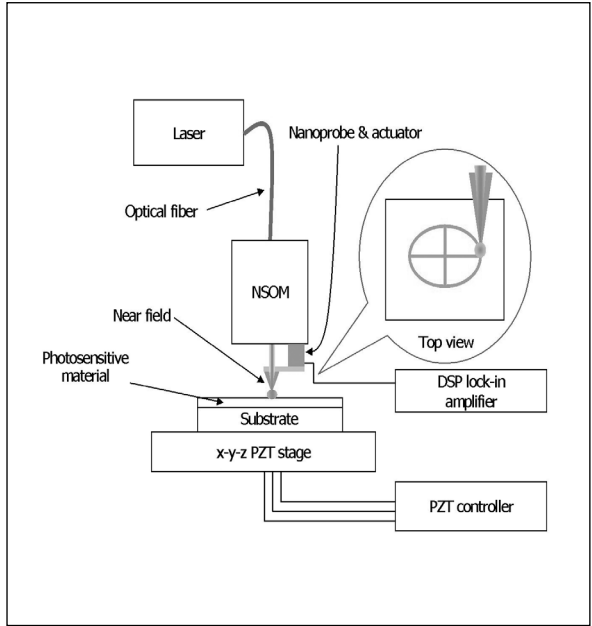 Laser
Nanoprobe & actuator
Optical fiber
NSOM
Near field
Top view
Photosensitive
material
DSP lock-in
amplifier
Substrate
x-y-z PZT stage
PZT controller